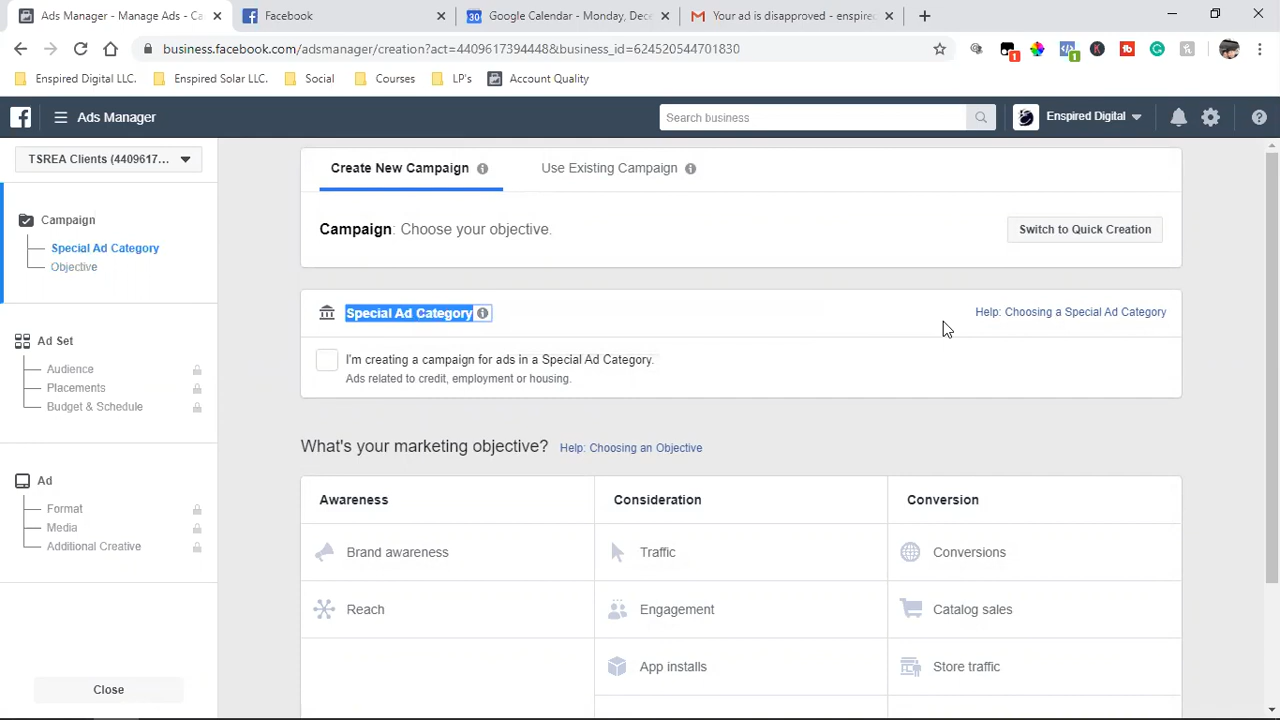 Ads Manager - Manage Ads - Ca
Facebook
Google Calendar - Monday, Dece
Your ad is disapproved - enspired
business.facebook.com/adsmanager/creation?act=4409617394448&business_id=624520544701830
Enspired Digital LLC.
Enspired Solar LLC.
Social
Courses
LP's
Account Quality
Ads Manager
Search business
Enspired Digital
TSREA Clients (4409617...
Create New Campaign
Use Existing Campaign
Campaign
Campaign: Choose your objective.
Switch to Quick Creation
Special Ad Category
Objective
Special Ad Category
Help: Choosing a Special Ad Category
Ad Set
I'm creating a campaign for ads in a Special Ad Category.
Audience
Ads related to credit, employment or housing.
Placements
Budget & Schedule
What's your marketing objective?
Help: Choosing an Objective
Ad
Awareness
Consideration
Conversion
Format
Media
Additional Creative
Brand awareness
Traffic
Conversions
Reach
Engagement
Catalog sales
App installs
Store traffic
Close